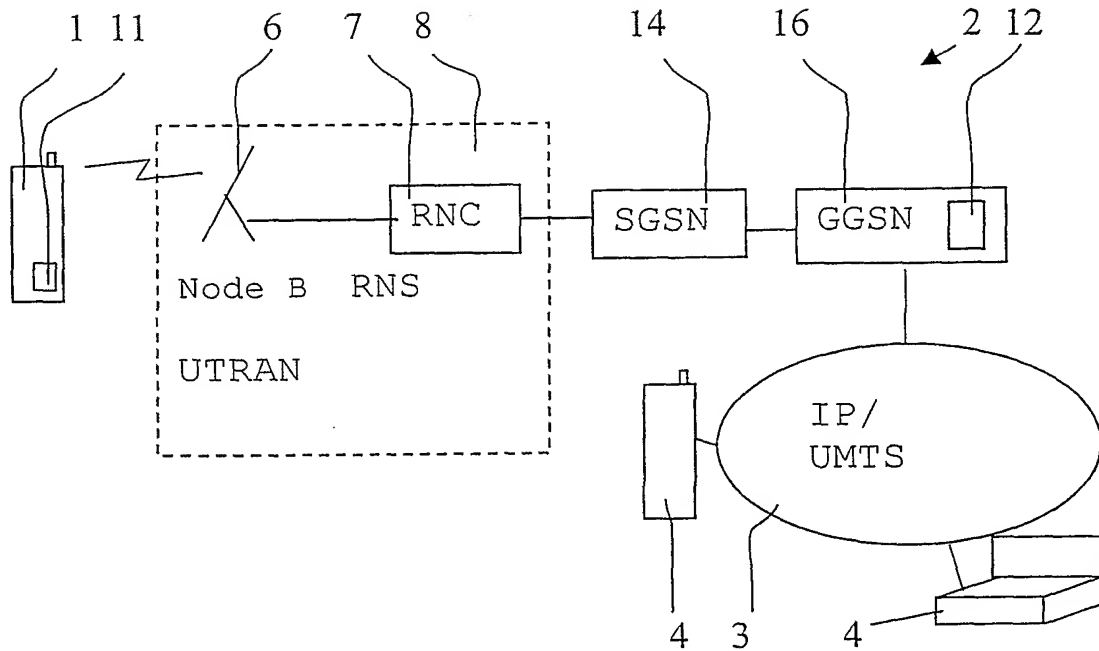 1 11 6 7 8 14 16 2 12
RNC SGSN GGSN
Node B RNS
UTRAN
IP/
UMTS
4 3 4